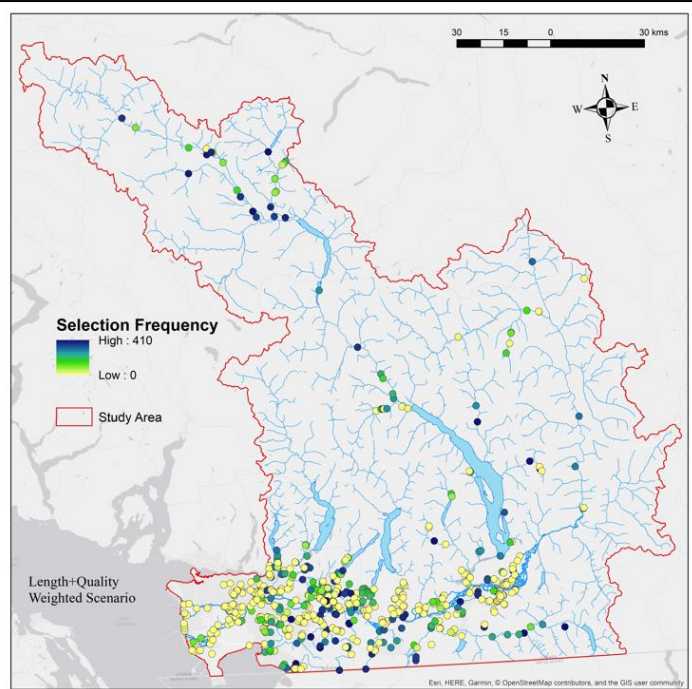 30 15 0 30 kms
N
W E
S
Selection Frequency
High : 410
Low : 0
Study Area
Length+Quality
Weighted Scenario
Esri, HERE, Garmin, © OpenStreetMap contributors, and the GIS user community